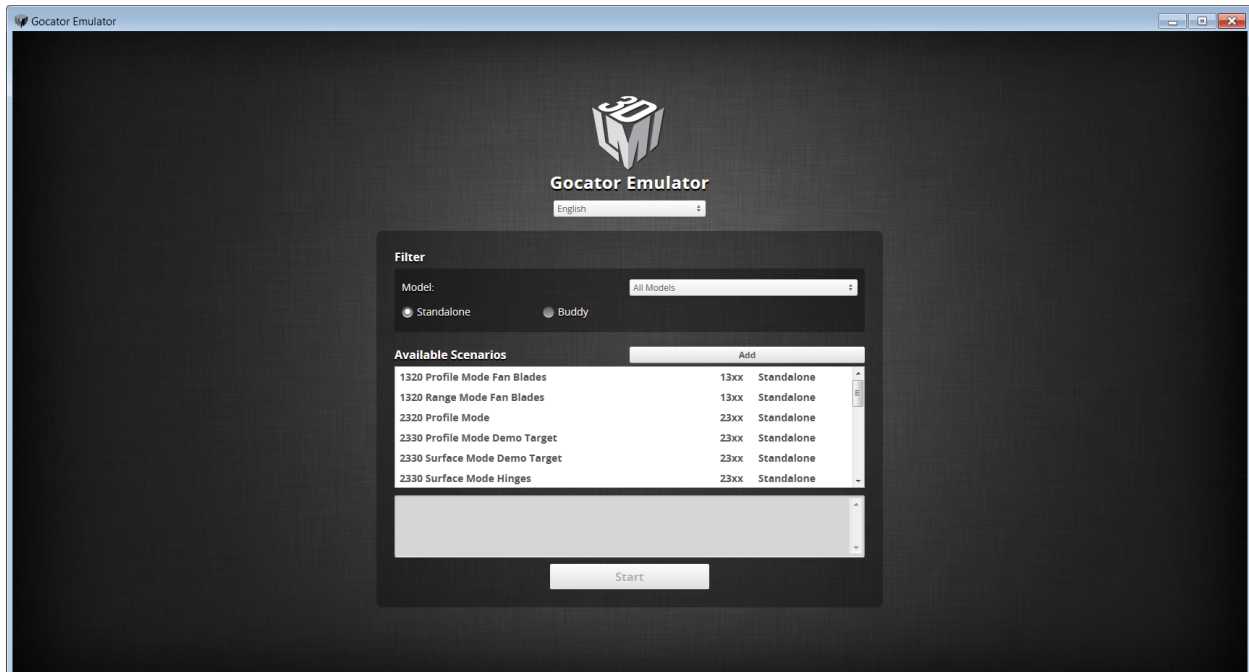 Gocator Emulator
3D
LMI
Gocator Emulator
English
Filter
Model: All Models
Standalone Buddy
Available Scenarios Add
1320 Profile Mode Fan Blades 13xx Standalone
1320 Range Mode Fan Blades 13xx Standalone
2320 Profile Mode 23xx Standalone
2330 Profile Mode Demo Target 23xx Standalone
2330 Surface Mode Demo Target 23xx Standalone
2330 Surface Mode Hinges 23xx Standalone
Start